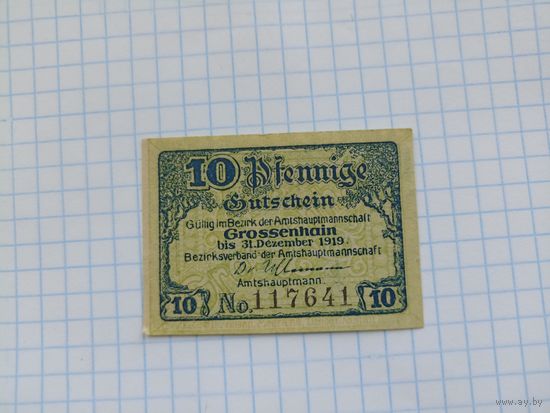 10 Pfennige
Gutschein
Gültig im Bezirk der Amtshauptmannschaft
Grossenhain
bis 31. Dezember 1919.
Bezirksverband der Amtshauptmannschaft
Amtshauptmann.
10 No. 117641 10
www.ay.by